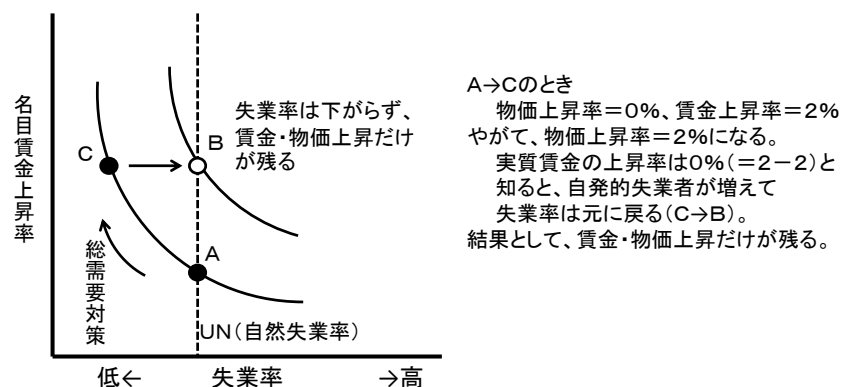 名目賃金上昇率
総需要対策
C
B
A
失業率は下がらず、
賃金・物価上昇だけ
が残る
UN(自然失業率)
低← 失業率 →高
A→Cのとき
物価上昇率＝0%、賃金上昇率＝2%
やがて、物価上昇率＝2%になる。
実質賃金の上昇率は0%(＝2－2)と
知ると、自発的失業者が増えて
失業率は元に戻る(C→B)。
結果として、賃金・物価上昇だけが残る。